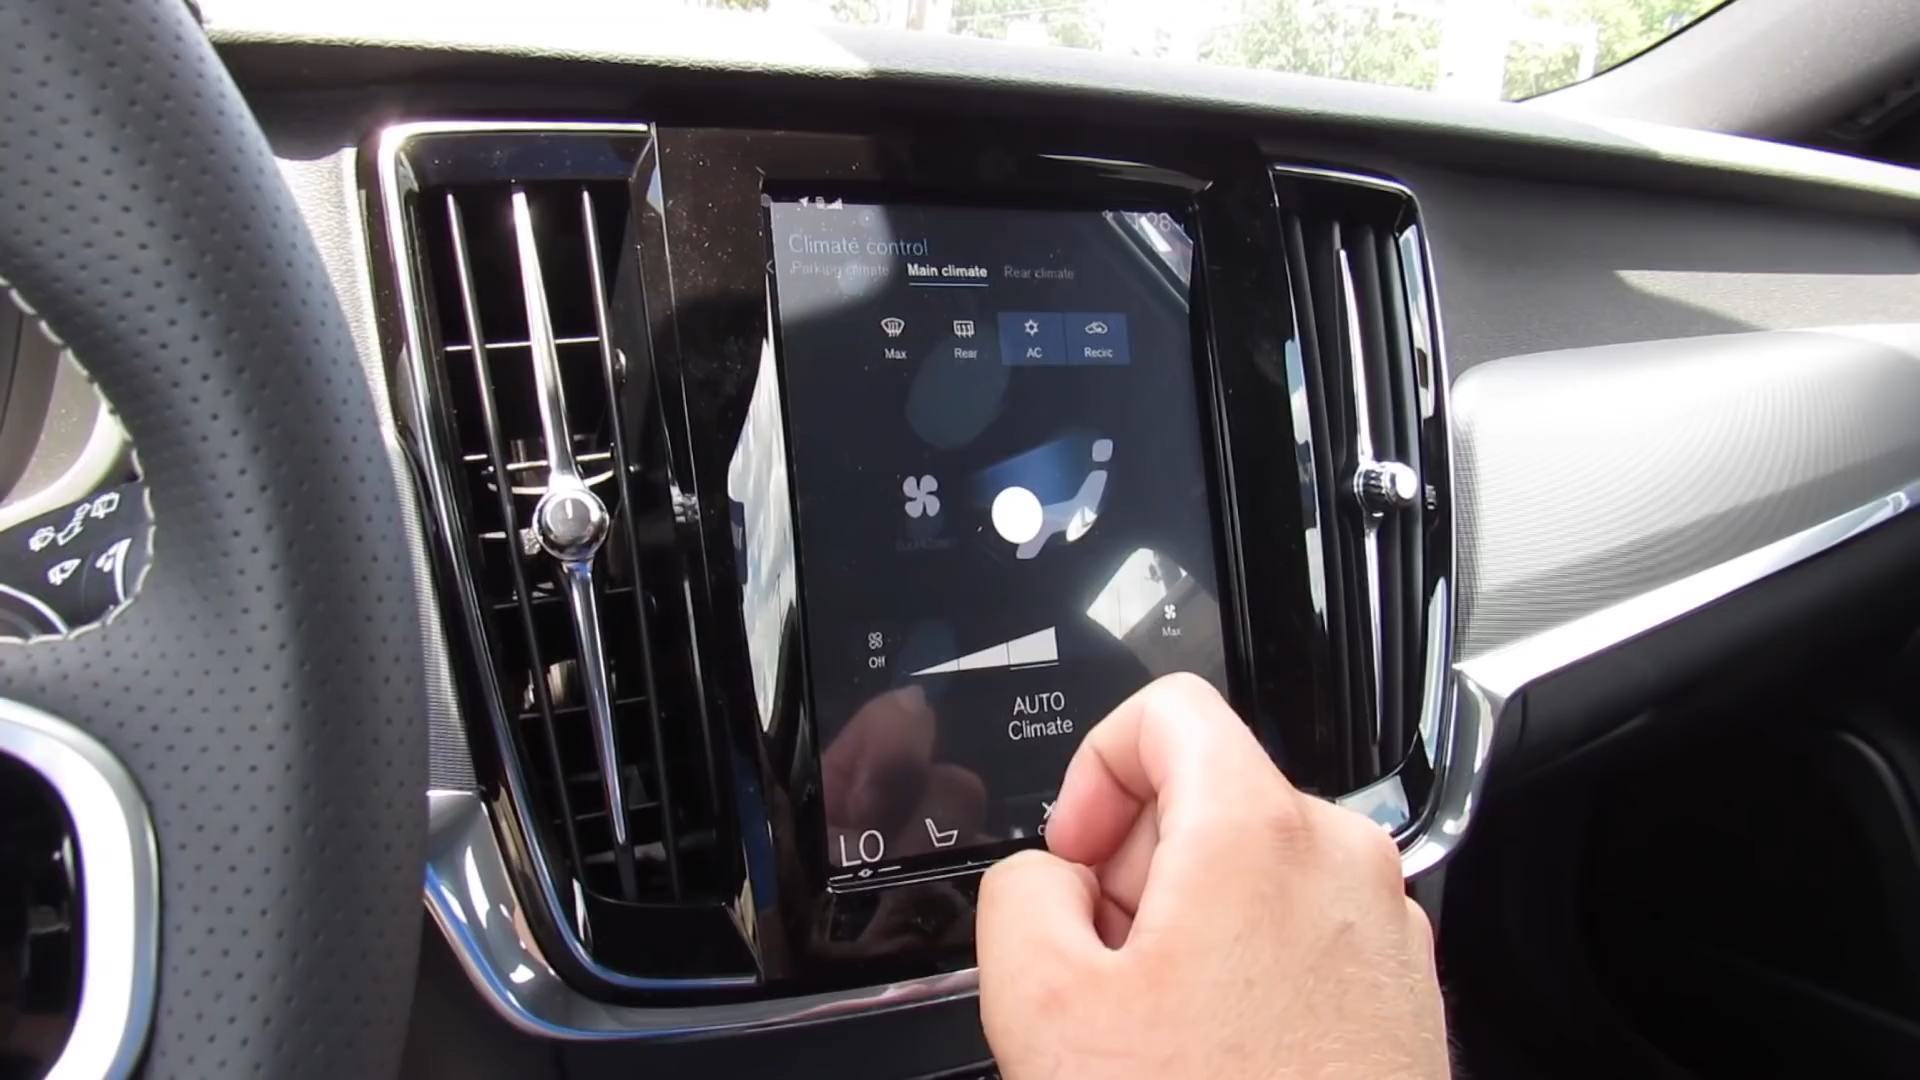 Climate control
Parking climate Main climate Rear climate
Max Rear AC Recirc
Off
Max
AUTO
Climate
LO